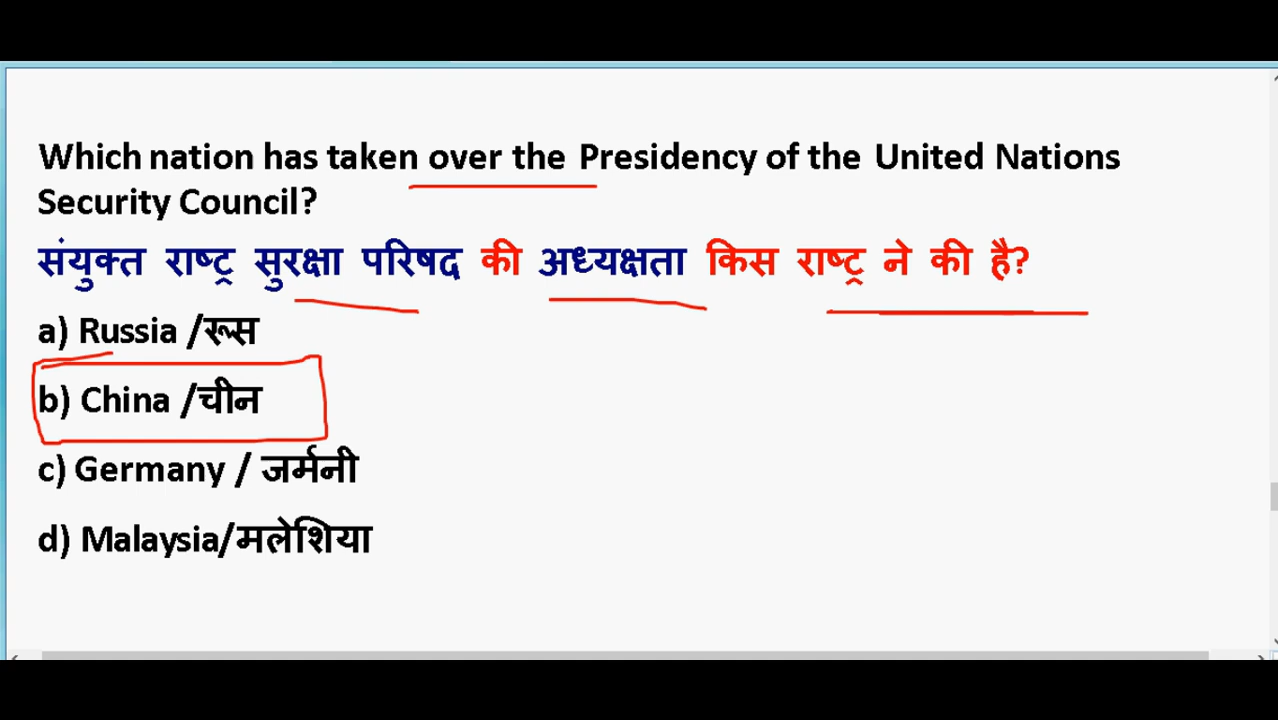 Which nation has taken over the Presidency of the United Nations
Security Council?
संयुक्त राष्ट्र सुरक्षा परिषद की अध्यक्षता किस राष्ट्र ने की है?
a) Russia /रूस
b) China /चीन
c) Germany / जर्मनी
d) Malaysia/मलेशिया